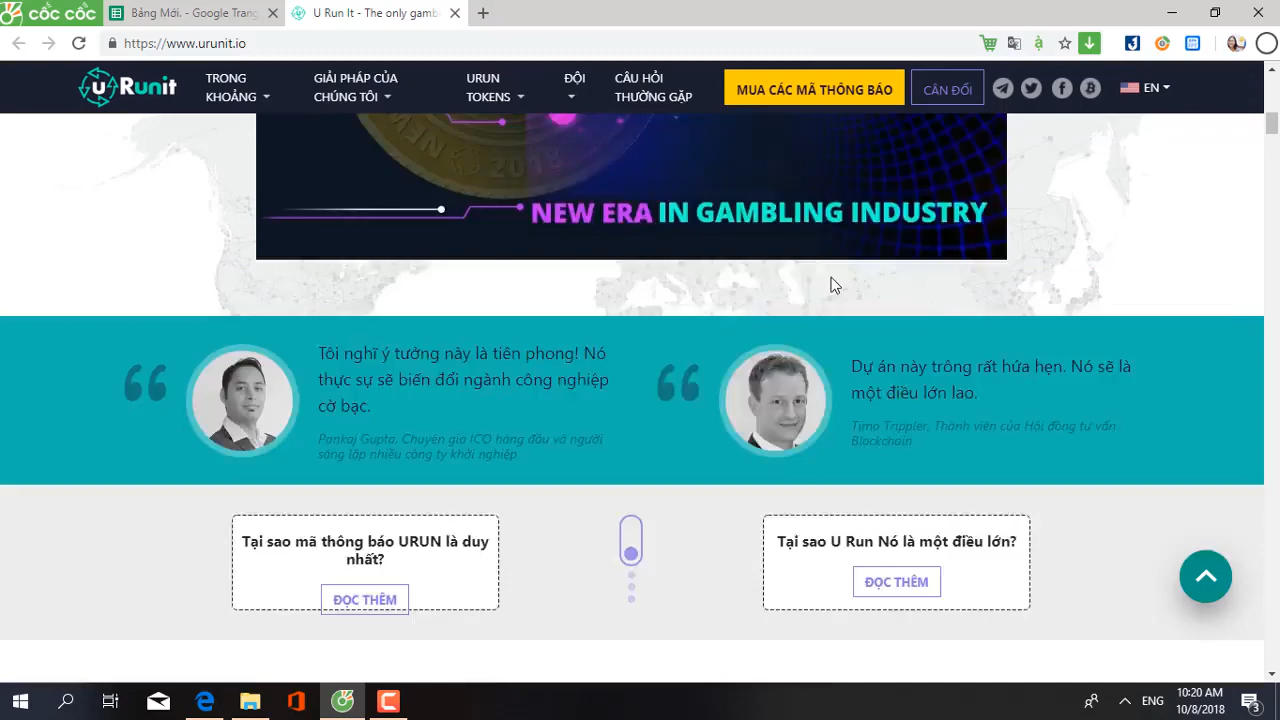 cốc cốc
Bảng Mới. - Google Trang
U Run It - The only gamb
https://www.urunit.io
uRunit
TRONG KHOẢNG
GIẢI PHÁP CỦA CHÚNG TÔI
URUN TOKENS
ĐỘI
CÂU HỎI THƯỜNG GẶP
MUA CÁC MÃ THÔNG BÁO
CÂN ĐỐI
EN
2018
NEW ERA IN GAMBLING INDUSTRY
Tôi nghĩ ý tưởng này là tiên phong! Nó
thực sự sẽ biến đổi ngành công nghiệp
cờ bạc.
Pankaj Gupta, Chuyên gia ICO hàng đầu và người
sáng lập nhiều công ty khởi nghiệp
Dự án này trông rất hứa hẹn. Nó sẽ là
một điều lớn lao.
Timo Trippler, Thành viên của Hội đồng tư vấn
Blockchain
Tại sao mã thông báo URUN là duy
nhất?
ĐỌC THÊM
Tại sao U Run Nó là một điều lớn?
ĐỌC THÊM
ENG
10:20 AM
10/8/2018
3